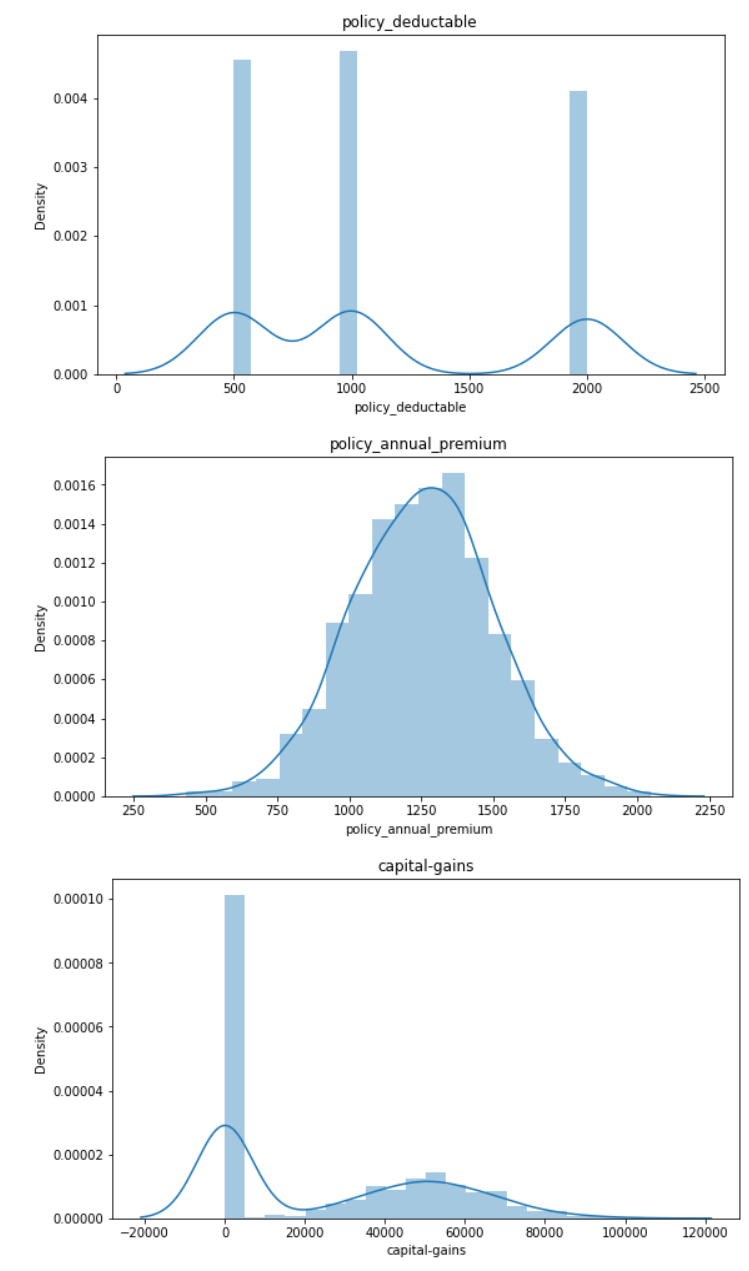 policy_deductable
Density
0.004
0.003
0.002
0.001
0.000
0 500 1000 1500 2000 2500
policy_deductable
policy_annual_premium
Density
0.0016
0.0014
0.0012
0.0010
0.0008
0.0006
0.0004
0.0002
0.0000
250 500 750 1000 1250 1500 1750 2000 2250
policy_annual_premium
capital-gains
Density
0.00010
0.00008
0.00006
0.00004
0.00002
0.00000
−20000 0 20000 40000 60000 80000 100000 120000
capital-gains